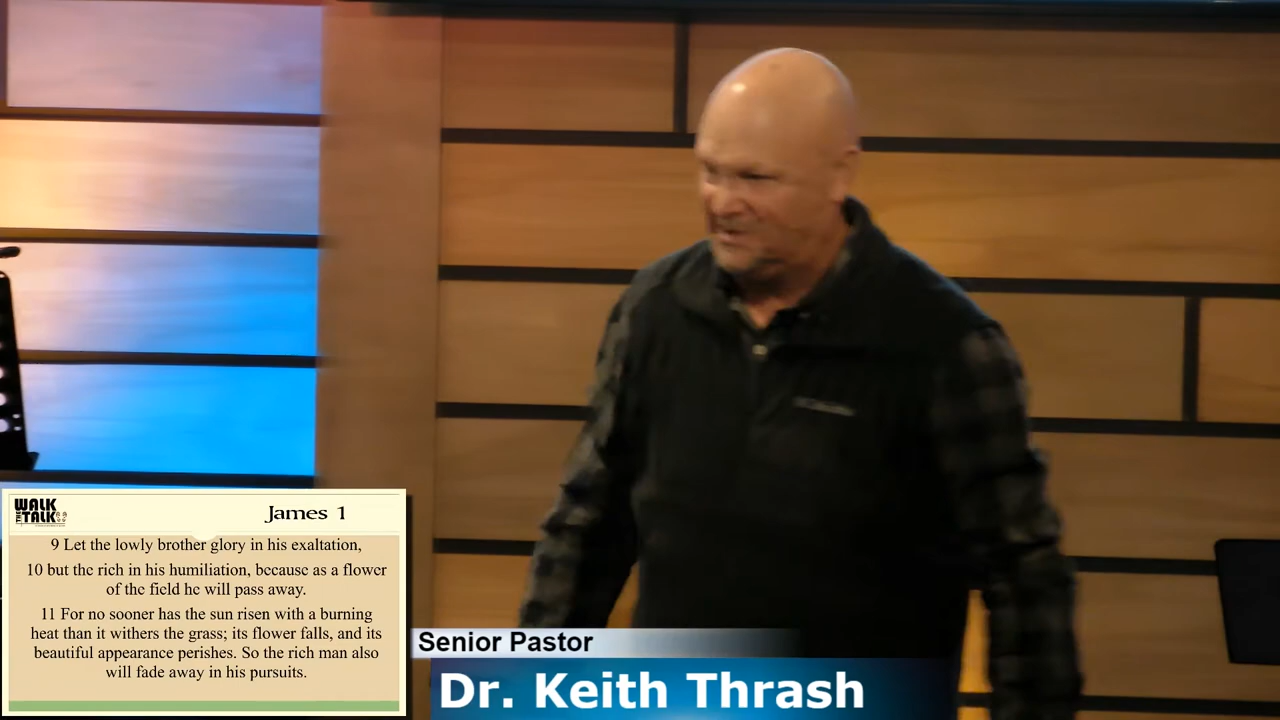 WALK
THE TALK
James 1
9 Let the lowly brother glory in his exaltation,
10 but the rich in his humiliation, because as a flower
of the field he will pass away.
11 For no sooner has the sun risen with a burning
heat than it withers the grass; its flower falls, and its
beautiful appearance perishes. So the rich man also
will fade away in his pursuits.
Senior Pastor
Dr. Keith Thrash